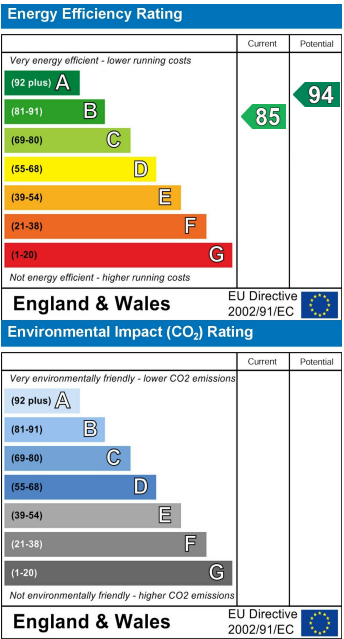 Energy Efficiency Rating
Current Potential
Very energy efficient - lower running costs
(92 plus) A
94
(81-91) B
85
(69-80) C
(55-68) D
(39-54) E
(21-38) F
(1-20) G
Not energy efficient - higher running costs
England & Wales
EU Directive
2002/91/EC
Environmental Impact (CO₂) Rating
Current Potential
Very environmentally friendly - lower CO2 emissions
(92 plus) A
(81-91) B
(69-80) C
(55-68) D
(39-54) E
(21-38) F
(1-20) G
Not environmentally friendly - higher CO2 emissions
England & Wales
EU Directive
2002/91/EC